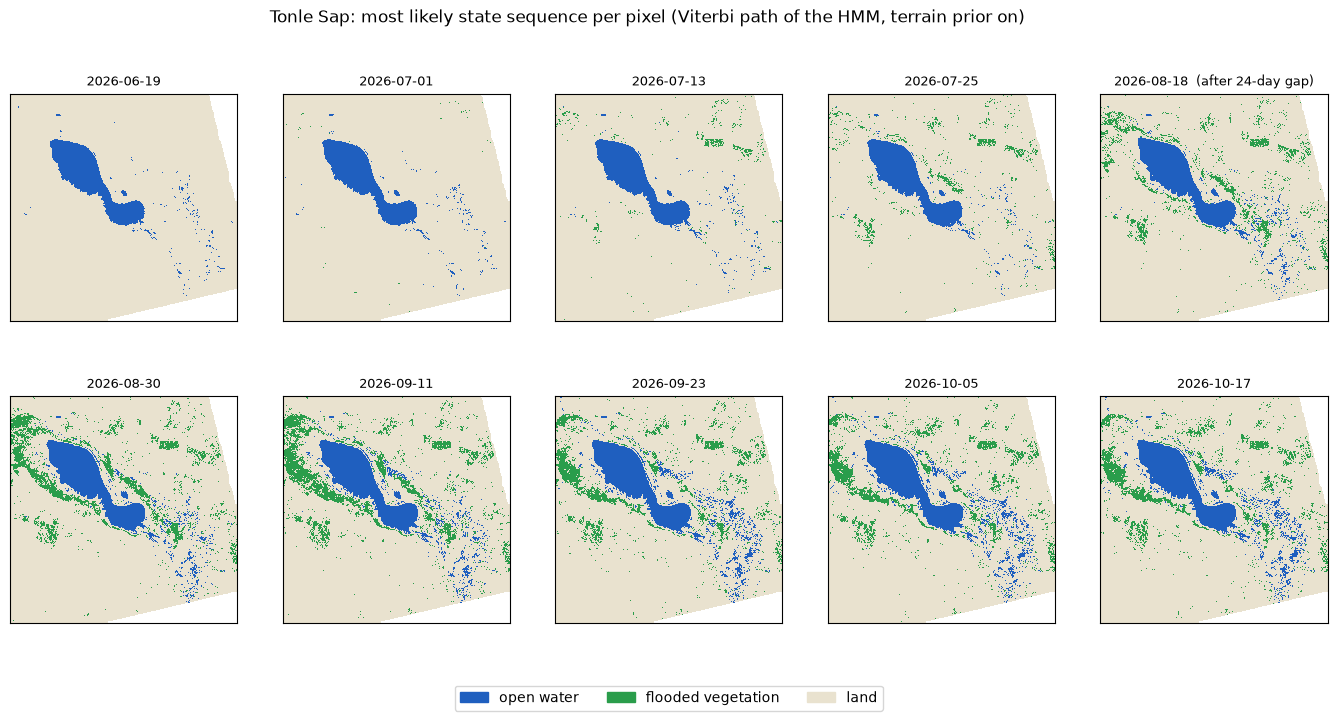 Tonle Sap: most likely state sequence per pixel (Viterbi path of the HMM, terrain prior on)
2026-06-19
2026-07-01
2026-07-13
2026-07-25
2026-08-18 (after 24-day gap)
2026-08-30
2026-09-11
2026-09-23
2026-10-05
2026-10-17
open water
flooded vegetation
land